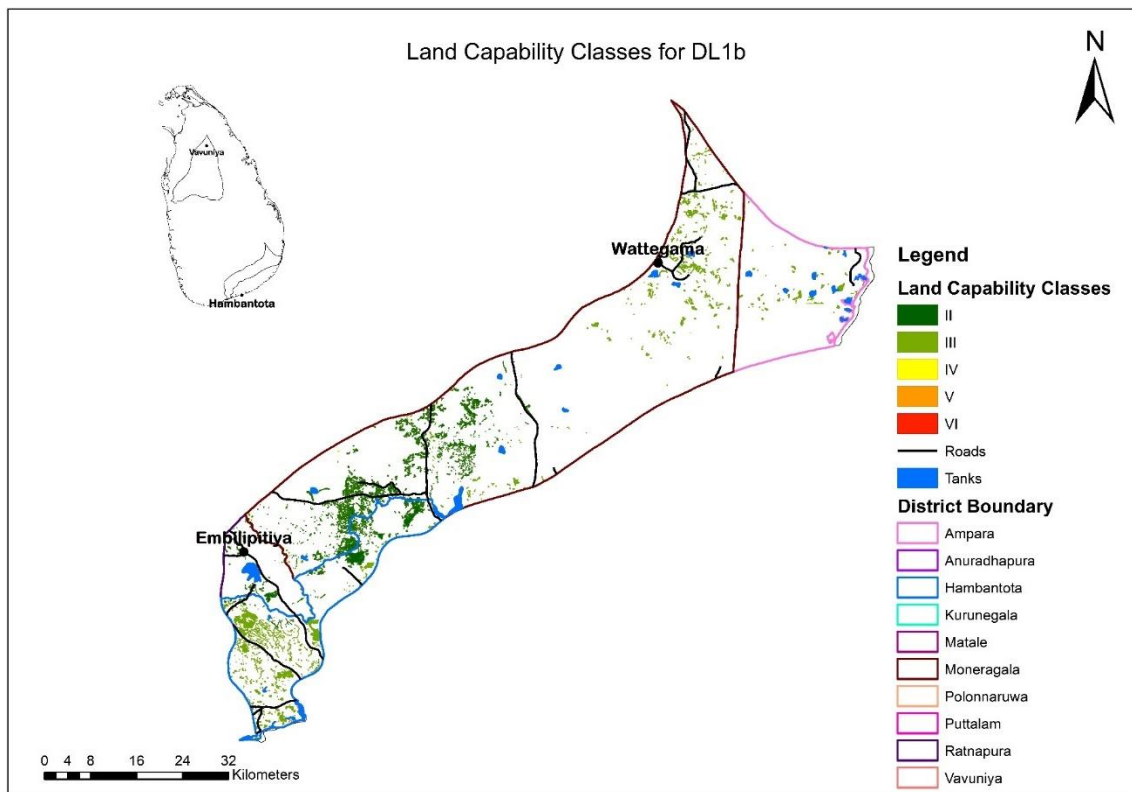 Land Capability Classes for DL1b
N
Vavuniya
Hambantota
Wattegama
Embilipitiya
Legend
Land Capability Classes
II
III
IV
V
VI
Roads
Tanks
District Boundary
Ampara
Anuradhapura
Hambantota
Kurunegala
Matale
Moneragala
Polonnaruwa
Puttalam
Ratnapura
Vavuniya
0 4 8 16 24 32
Kilometers